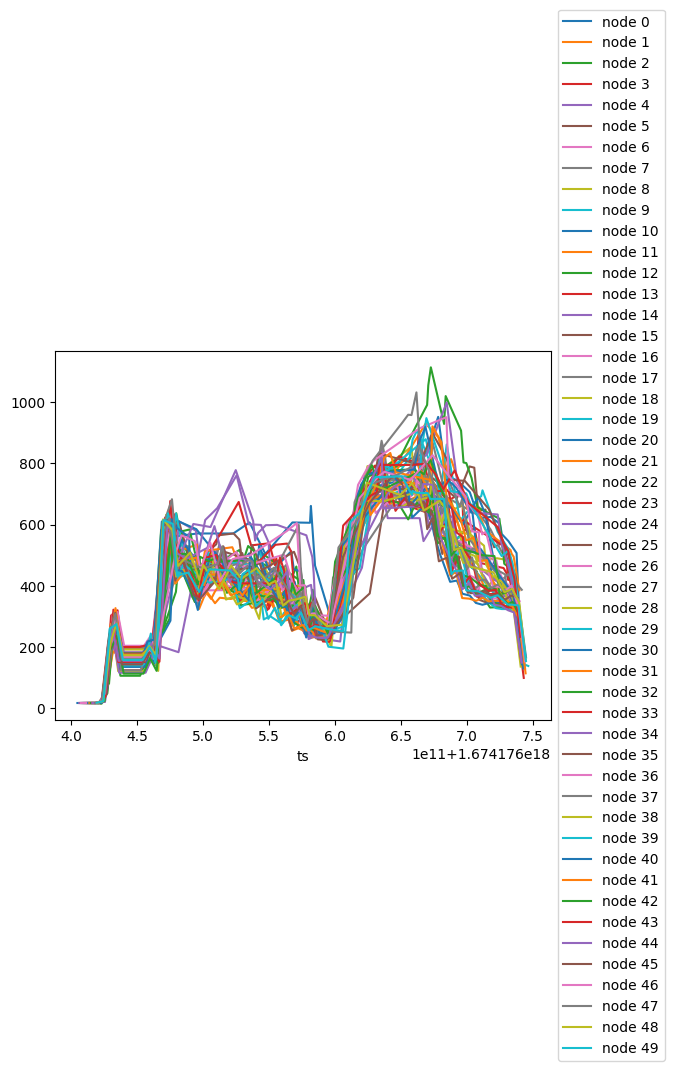 node 0
node 1
node 2
node 3
node 4
node 5
node 6
node 7
node 8
node 9
node 10
node 11
node 12
node 13
node 14
node 15
node 16
node 17
node 18
node 19
node 20
node 21
node 22
node 23
node 24
node 25
node 26
node 27
node 28
node 29
node 30
node 31
node 32
node 33
node 34
node 35
node 36
node 37
node 38
node 39
node 40
node 41
node 42
node 43
node 44
node 45
node 46
node 47
node 48
node 49
1000
800
600
400
200
0
4.0 4.5 5.0 5.5 6.0 6.5 7.0 7.5
ts
1e11+1.674176e18